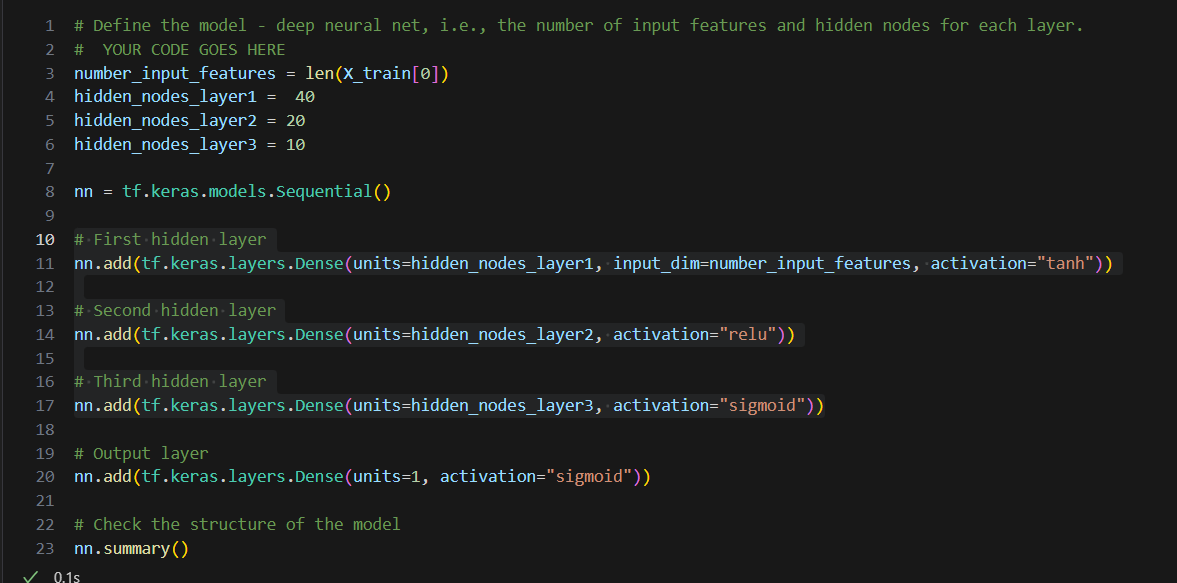 1 # Define the model - deep neural net, i.e., the number of input features and hidden nodes for each layer.
2 #  YOUR CODE GOES HERE
3 number_input_features = len(X_train[0])
4 hidden_nodes_layer1 =  40
5 hidden_nodes_layer2 = 20
6 hidden_nodes_layer3 = 10
7
8 nn = tf.keras.models.Sequential()
9
10 # First hidden layer
11 nn.add(tf.keras.layers.Dense(units=hidden_nodes_layer1, input_dim=number_input_features, activation="tanh"))
12
13 # Second hidden layer
14 nn.add(tf.keras.layers.Dense(units=hidden_nodes_layer2, activation="relu"))
15
16 # Third hidden layer
17 nn.add(tf.keras.layers.Dense(units=hidden_nodes_layer3, activation="sigmoid"))
18
19 # Output layer
20 nn.add(tf.keras.layers.Dense(units=1, activation="sigmoid"))
21
22 # Check the structure of the model
23 nn.summary()
✓ 0.1s